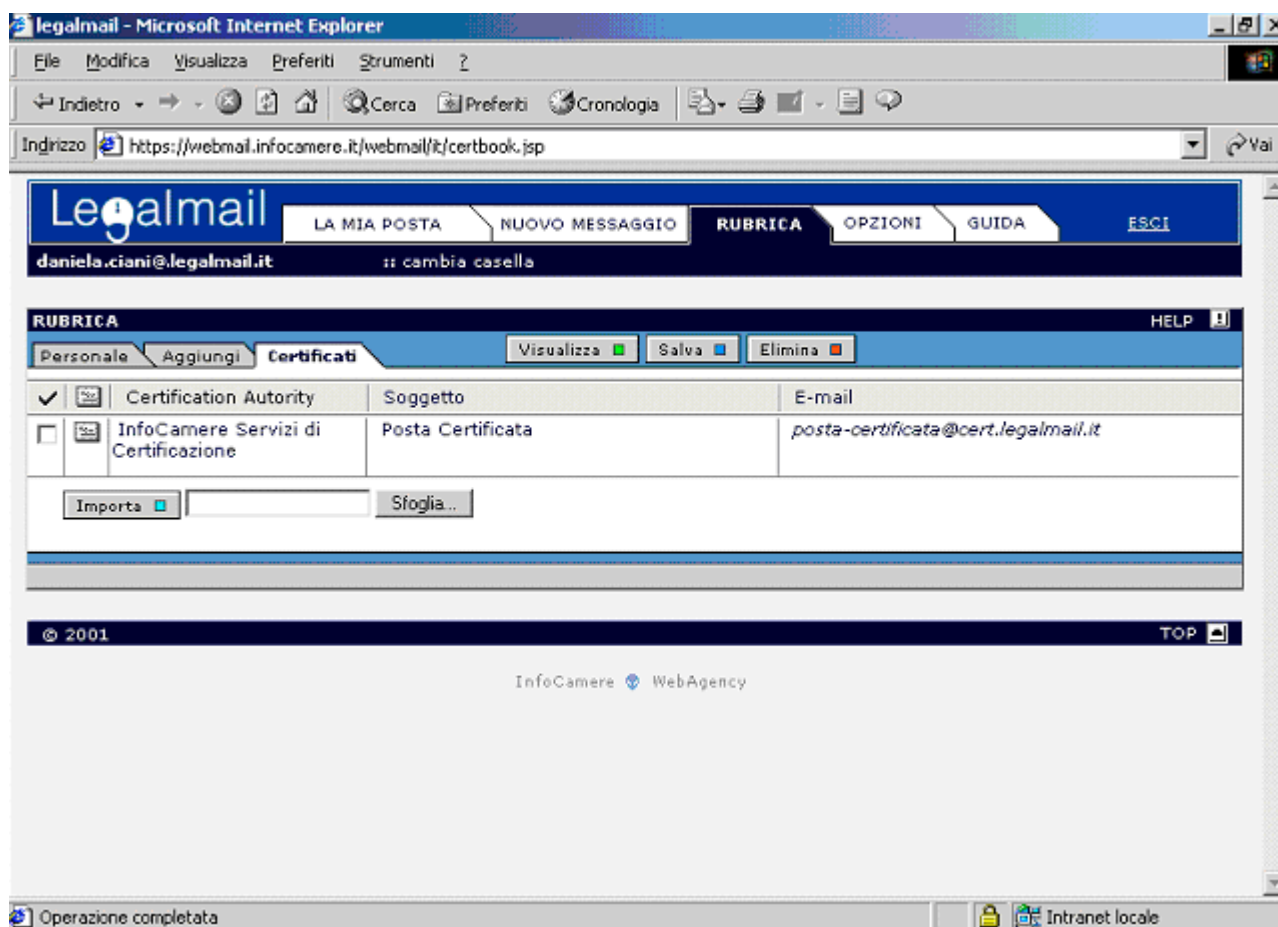 legalmail - Microsoft Internet Explorer
File Modifica Visualizza Preferiti Strumenti ?
Indietro Cerca Preferiti Cronologia
Indirizzo https://webmail.infocamere.it/webmail/it/certbook.jsp Vai
Legalmail LA MIA POSTA NUOVO MESSAGGIO RUBRICA OPZIONI GUIDA ESCI
daniela.ciani@legalmail.it :: cambia casella
RUBRICA HELP
Personale Aggiungi Certificati Visualizza Salva Elimina
Certification Autority Soggetto E-mail
InfoCamere Servizi di Posta Certificata posta-certificata@cert.legalmail.it
Certificazione
Importa Sfoglia...
© 2001 TOP
InfoCamere WebAgency
Operazione completata Intranet locale